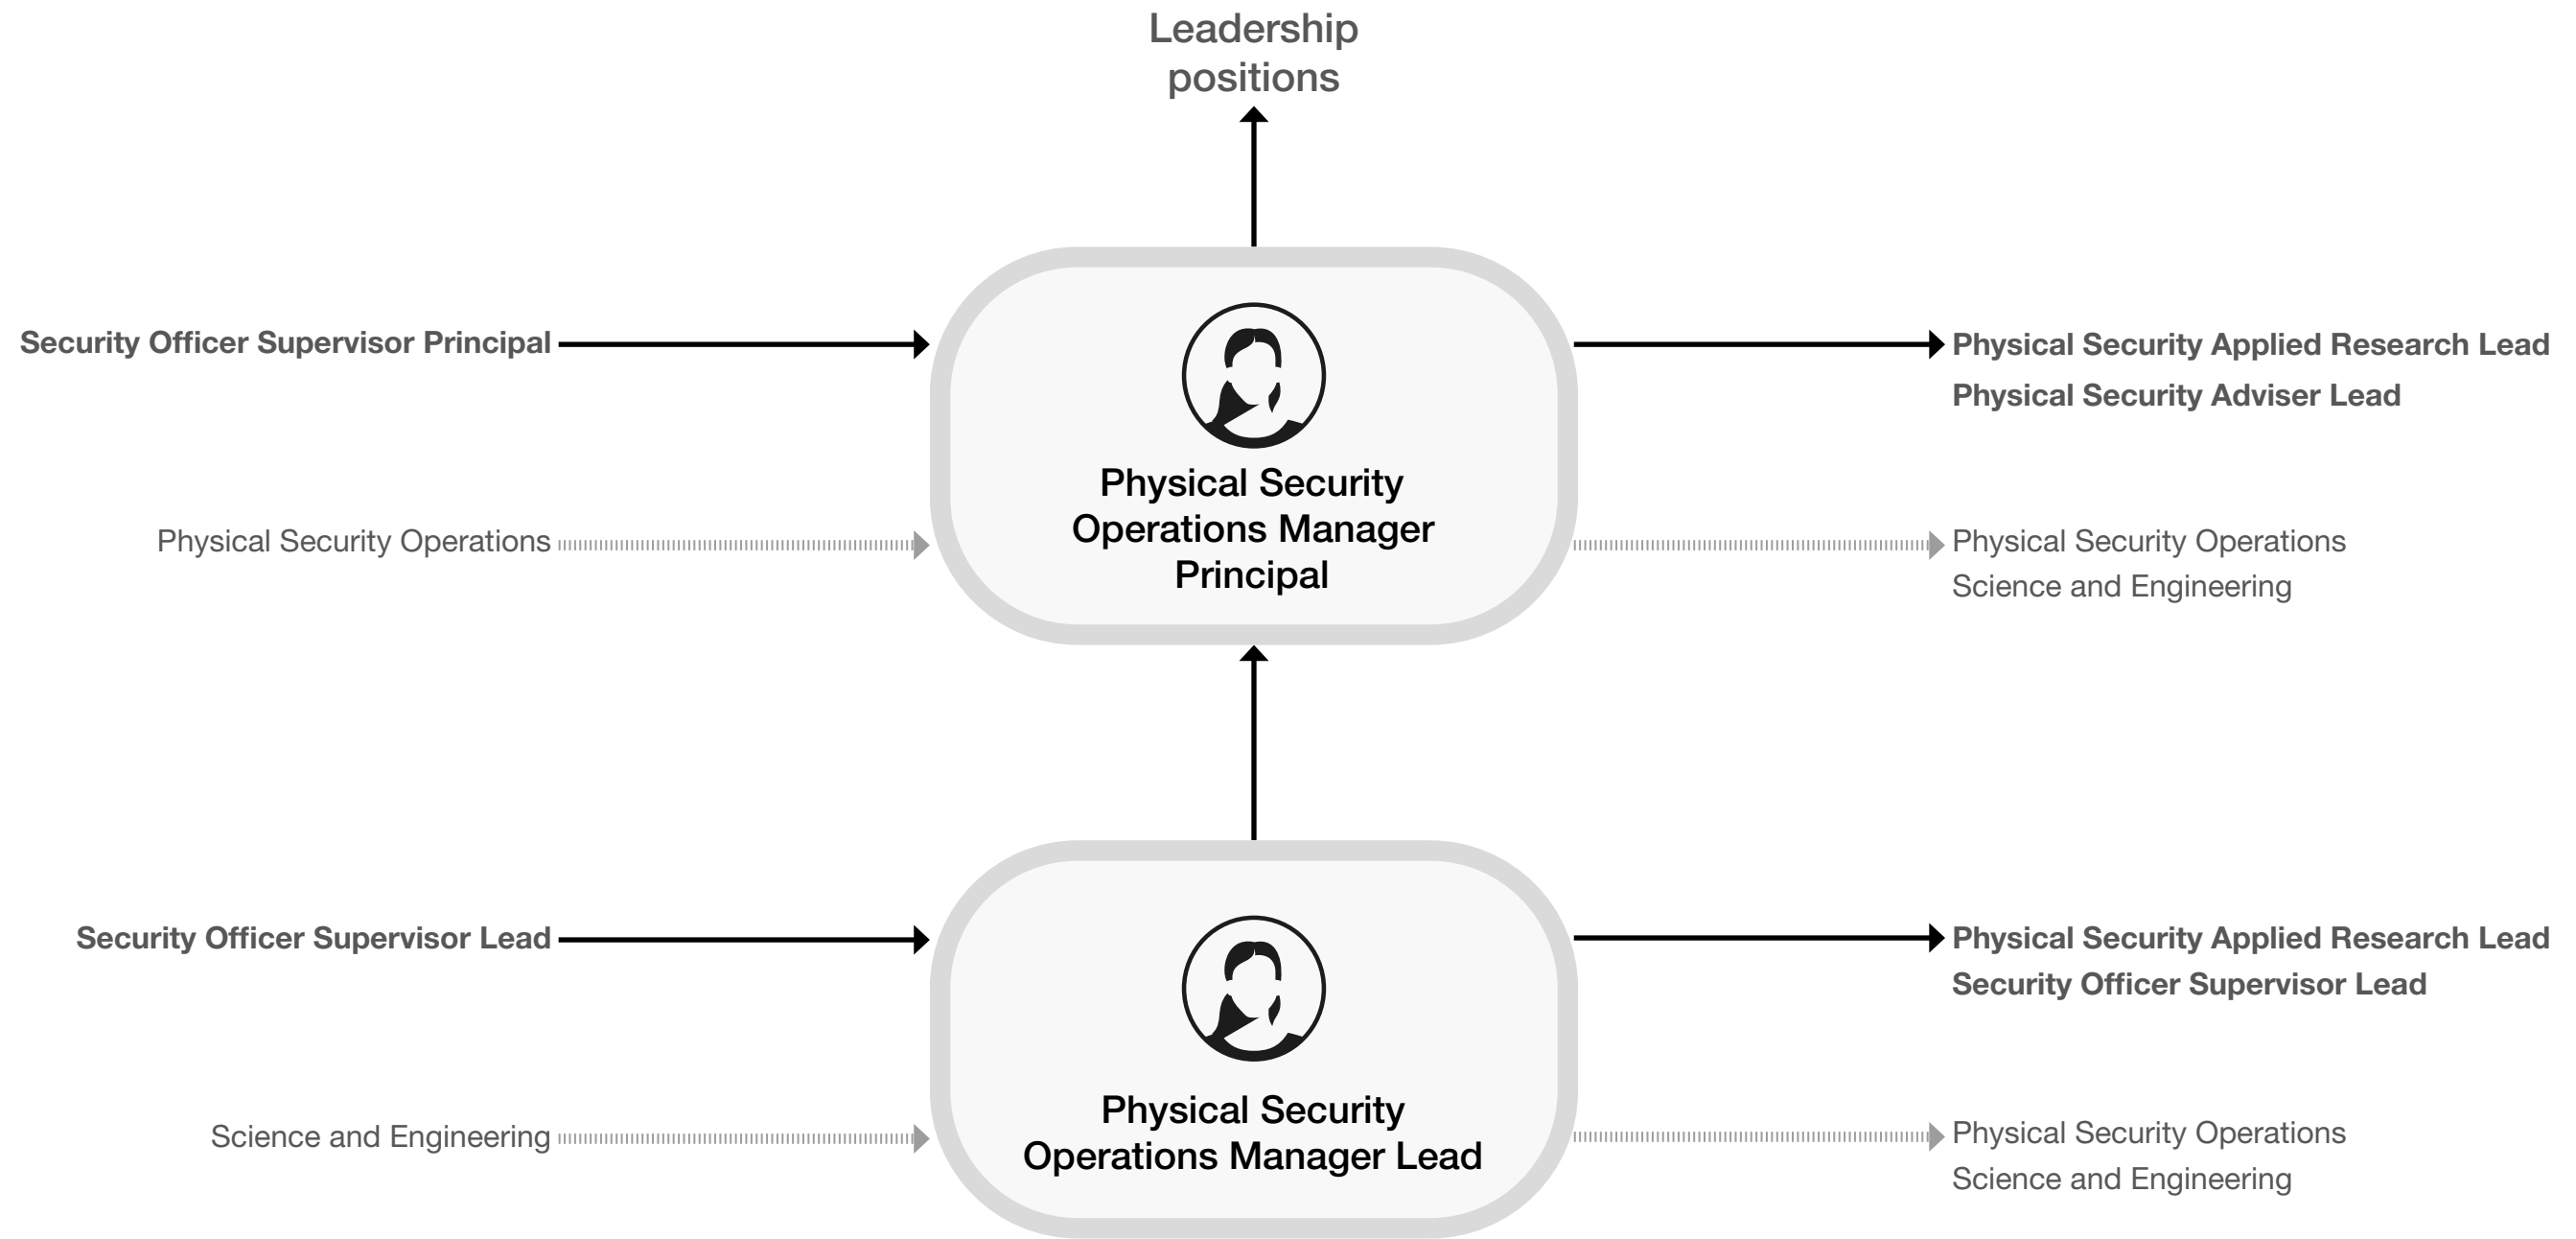 Leadership
positions
Security Officer Supervisor Principal
Physical Security Operations
Physical Security
Operations Manager
Principal
Physical Security Applied Research Lead
Physical Security Adviser Lead
Physical Security Operations
Science and Engineering
Security Officer Supervisor Lead
Science and Engineering
Physical Security
Operations Manager Lead
Physical Security Applied Research Lead
Security Officer Supervisor Lead
Physical Security Operations
Science and Engineering